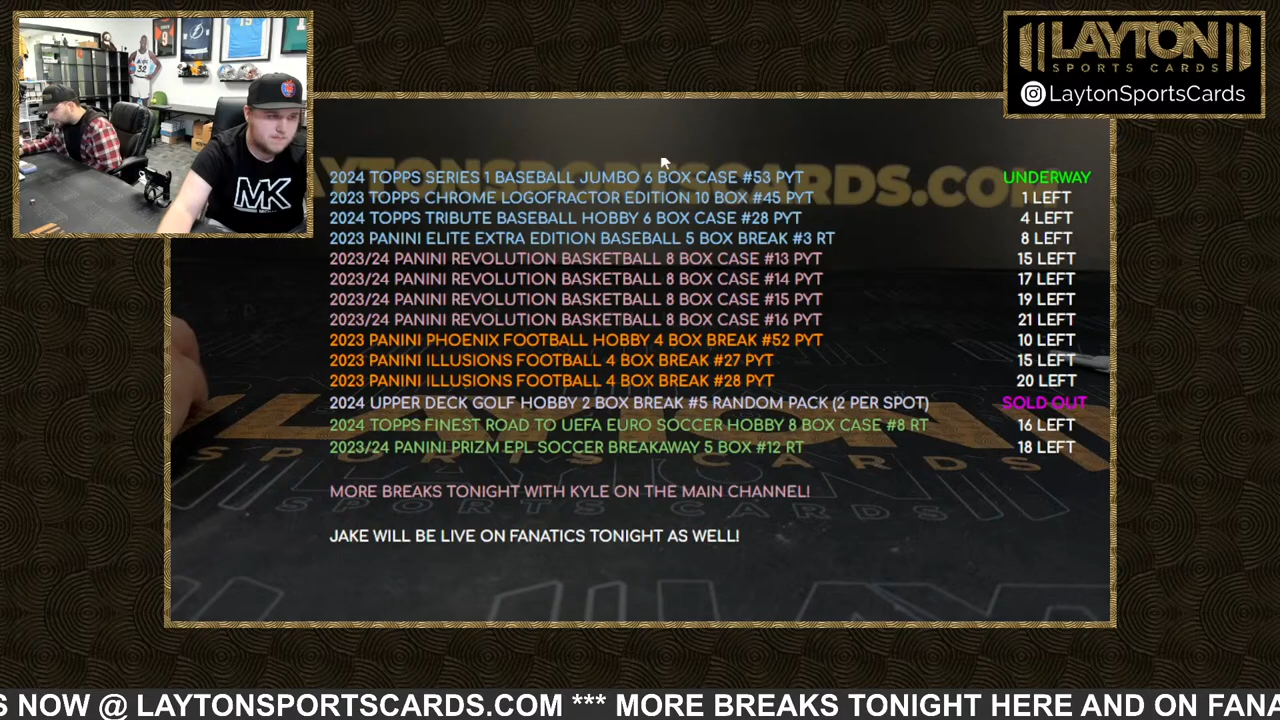 LAYTON
SPORTS CARDS
LaytonSportsCards
2024 TOPPS SERIES 1 BASEBALL JUMBO 6 BOX CASE #53 PYT UNDERWAY
2023 TOPPS CHROME LOGOFRACTOR EDITION 10 BOX #45 PYT 1 LEFT
2024 TOPPS TRIBUTE BASEBALL HOBBY 6 BOX CASE #28 PYT 4 LEFT
2023 PANINI ELITE EXTRA EDITION BASEBALL 5 BOX BREAK #3 RT 8 LEFT
2023/24 PANINI REVOLUTION BASKETBALL 8 BOX CASE #13 PYT 15 LEFT
2023/24 PANINI REVOLUTION BASKETBALL 8 BOX CASE #14 PYT 17 LEFT
2023/24 PANINI REVOLUTION BASKETBALL 8 BOX CASE #15 PYT 19 LEFT
2023/24 PANINI REVOLUTION BASKETBALL 8 BOX CASE #16 PYT 21 LEFT
2023 PANINI PHOENIX FOOTBALL HOBBY 4 BOX BREAK #52 PYT 10 LEFT
2023 PANINI ILLUSIONS FOOTBALL 4 BOX BREAK #27 PYT 15 LEFT
2023 PANINI ILLUSIONS FOOTBALL 4 BOX BREAK #28 PYT 20 LEFT
2024 UPPER DECK GOLF HOBBY 2 BOX BREAK #5 RANDOM PACK (2 PER SPOT) SOLD OUT
2024 TOPPS FINEST ROAD TO UEFA EURO SOCCER HOBBY 8 BOX CASE #8 RT 16 LEFT
2023/24 PANINI PRIZM EPL SOCCER BREAKAWAY 5 BOX #12 RT 18 LEFT
MORE BREAKS TONIGHT WITH KYLE ON THE MAIN CHANNEL!
JAKE WILL BE LIVE ON FANATICS TONIGHT AS WELL!
MK
S NOW @ LAYTONSPORTSCARDS.COM *** MORE BREAKS TONIGHT HERE AND ON FANA